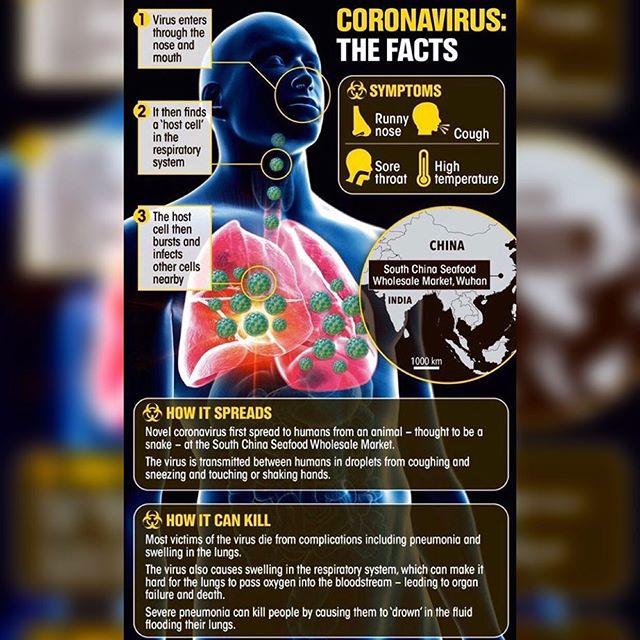 CORONAVIRUS:
THE FACTS
1 Virus enters
through the
nose and
mouth
2 It then finds
a 'host cell'
in the
respiratory
system
3 The host
cell then
bursts and
infects
other cells
nearby
SYMPTOMS
Runny
nose
Cough
Sore
throat
High
temperature
CHINA
South China Seafood
Wholesale Market, Wuhan
INDIA
1000 km
HOW IT SPREADS
Novel coronavirus first spread to humans from an animal – thought to be a
snake – at the South China Seafood Wholesale Market.
The virus is transmitted between humans in droplets from coughing and
sneezing and touching or shaking hands.
HOW IT CAN KILL
Most victims of the virus die from complications including pneumonia and
swelling in the lungs.
The virus also causes swelling in the respiratory system, which can make it
hard for the lungs to pass oxygen into the bloodstream – leading to organ
failure and death.
Severe pneumonia can kill people by causing them to 'drown' in the fluid
flooding their lungs.